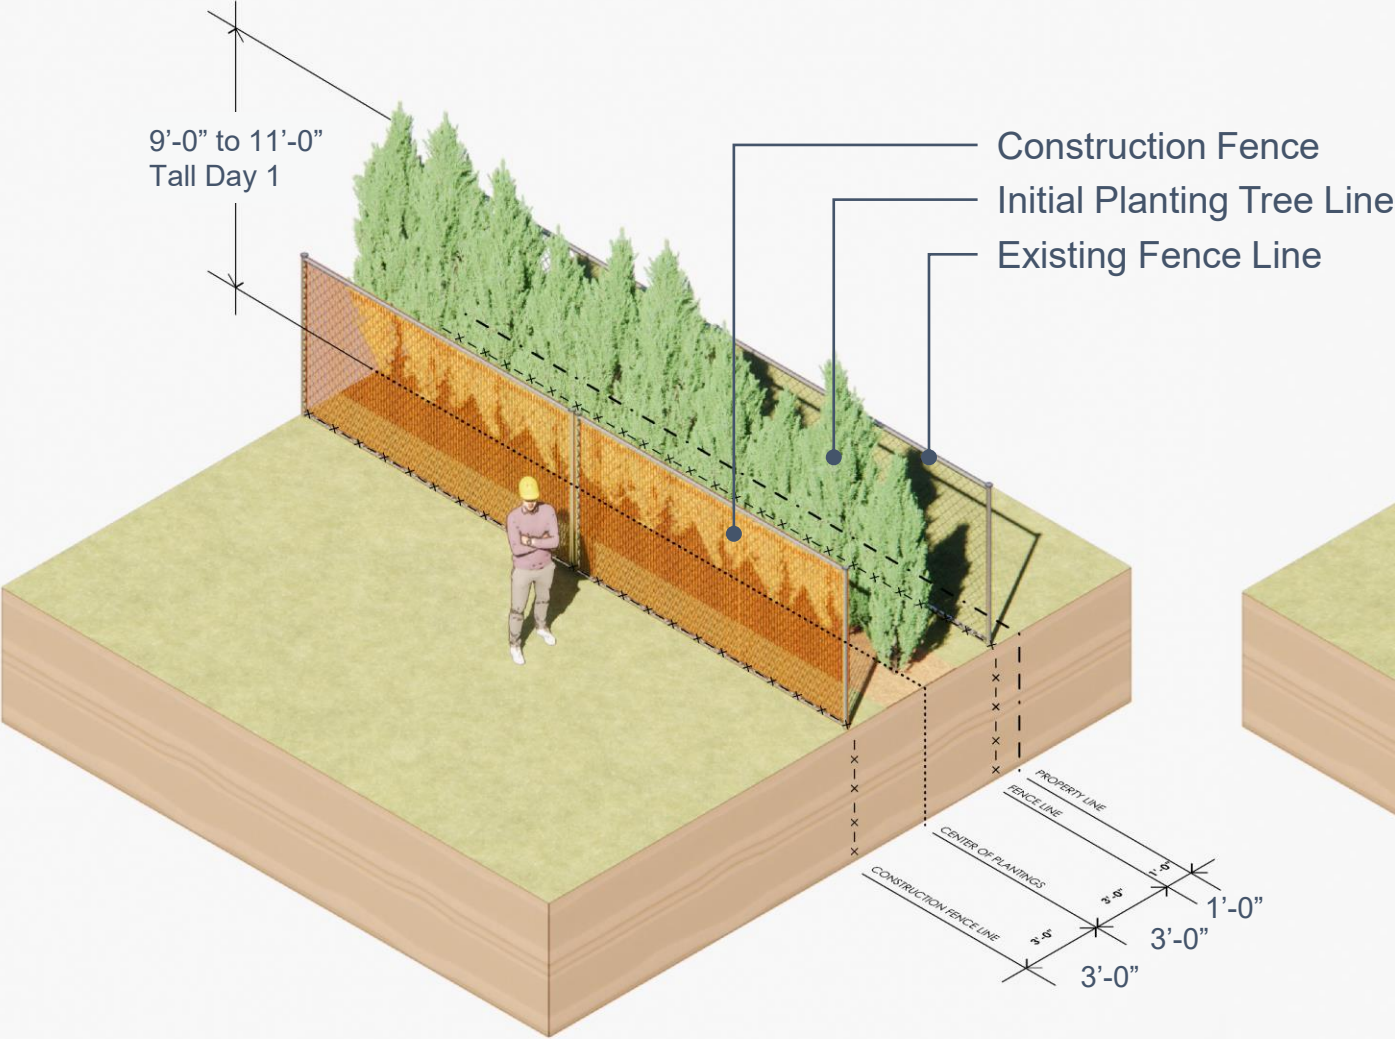 9’-0” to 11’-0”
Tall Day 1
Construction Fence
Initial Planting Tree Line
Existing Fence Line
PROPERTY LINE
FENCE LINE
CENTER OF PLANTINGS
CONSTRUCTION FENCE LINE
1'-0"
3'-0"
3'-0"
1’-0”
3’-0”
3’-0”